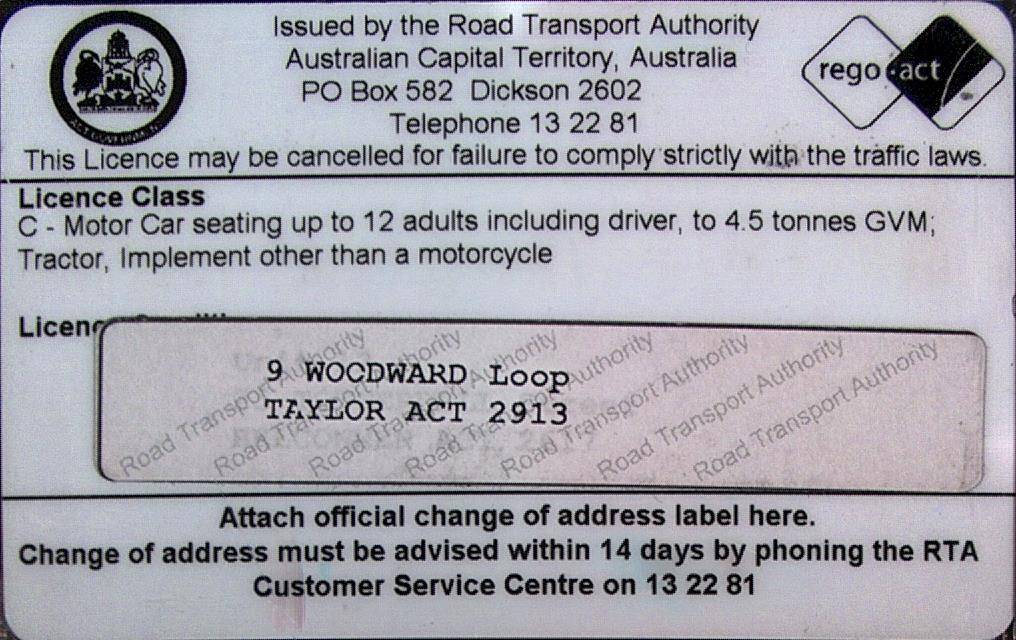 Issued by the Road Transport Authority
Australian Capital Territory, Australia
PO Box 582 Dickson 2602
Telephone 13 22 81
ACT GOVERNMENT
rego act
This Licence may be cancelled for failure to comply strictly with the traffic laws.
Licence Class
C - Motor Car seating up to 12 adults including driver, to 4.5 tonnes GVM;
Tractor, Implement other than a motorcycle
Licenc
9 WOODWARD Loop
TAYLOR ACT 2913
Road Transport Authority Road Transport Authority Road Transport Authority Road Transport Authority Road Transport Authority Road Transport Authority Road Transport Authority
Attach official change of address label here.
Change of address must be advised within 14 days by phoning the RTA
Customer Service Centre on 13 22 81